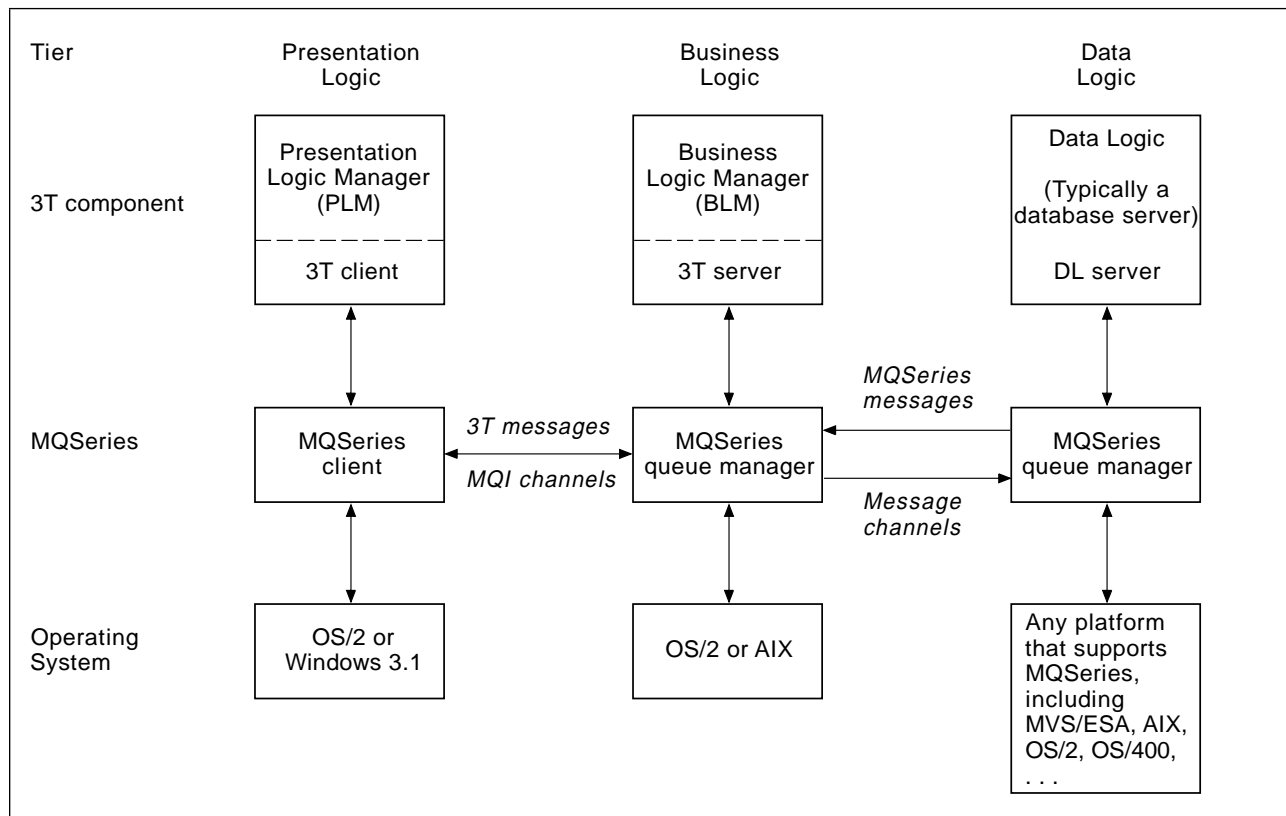 Tier
Presentation
Logic
Business
Logic
Data
Logic
3T component
Presentation
Logic Manager
(PLM)
3T client
Business
Logic Manager
(BLM)
3T server
Data Logic
(Typically a
database server)
DL server
MQSeries
MQSeries
client
3T messages
MQI channels
MQSeries
queue manager
MQSeries
messages
Message
channels
MQSeries
queue manager
Operating
System
OS/2 or
Windows 3.1
OS/2 or AIX
Any platform
that supports
MQSeries,
including
MVS/ESA, AIX,
OS/2, OS/400,
. . .